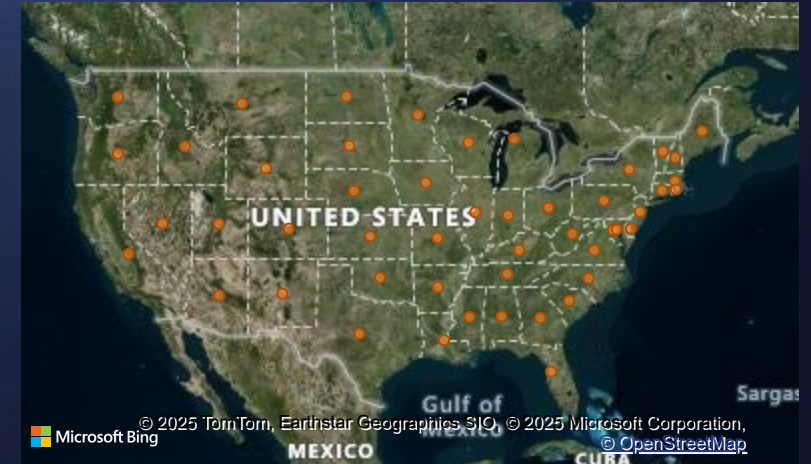 UNITED STATES
Sargas
Gulf of
Mexico
© 2025 TomTom, Earthstar Geographics SIO, © 2025 Microsoft Corporation,
Microsoft Bing
© OpenStreetMap
MEXICO
CUBA